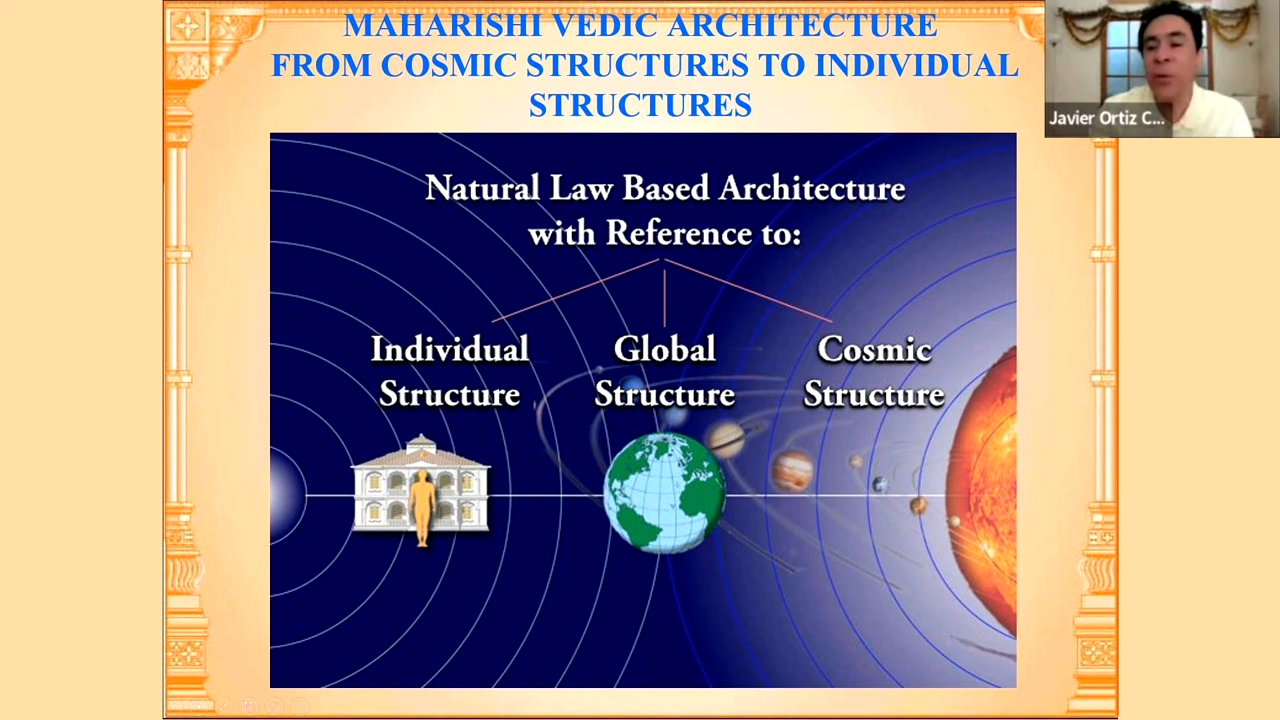 MAHARISHI VEDIC ARCHITECTURE
FROM COSMIC STRUCTURES TO INDIVIDUAL
STRUCTURES
Javier Ortiz C...
Natural Law Based Architecture
with Reference to:
Individual
Structure
Global
Structure
Cosmic
Structure